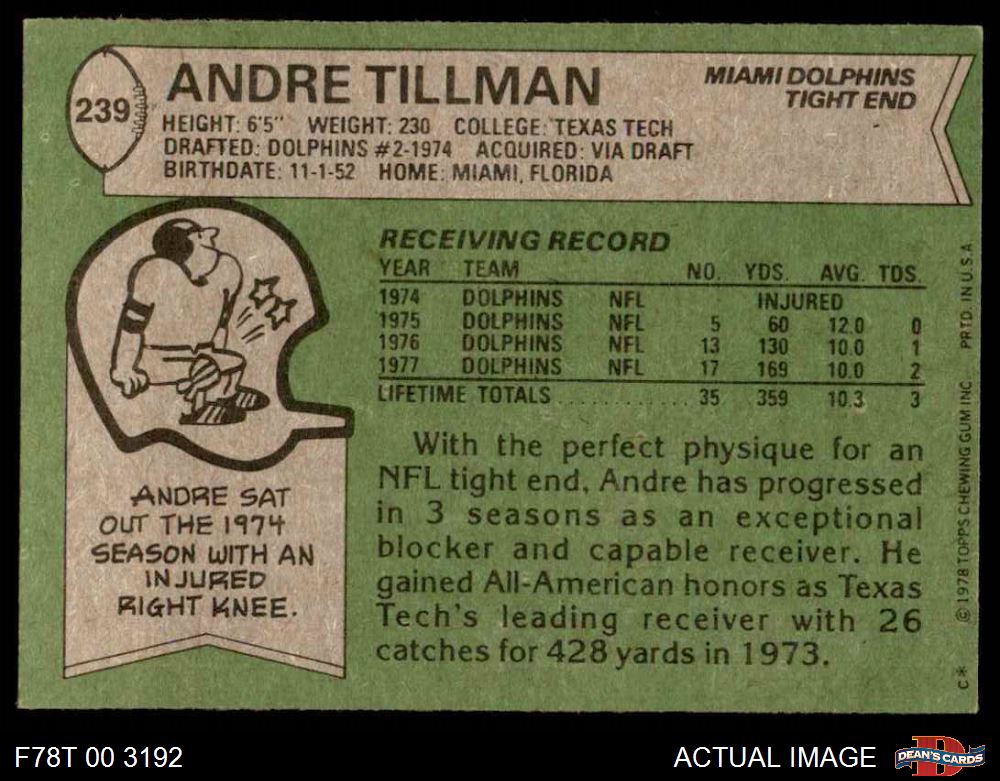 239
ANDRE TILLMAN
MIAMI DOLPHINS
TIGHT END
HEIGHT: 6'5" WEIGHT: 230 COLLEGE: TEXAS TECH
DRAFTED: DOLPHINS #2-1974 ACQUIRED: VIA DRAFT
BIRTHDATE: 11-1-52 HOME: MIAMI, FLORIDA
RECEIVING RECORD
YEAR TEAM NO. YDS. AVG. TDS.
1974 DOLPHINS NFL INJURED
1975 DOLPHINS NFL 5 60 12.0 0
1976 DOLPHINS NFL 13 130 10.0 1
1977 DOLPHINS NFL 17 169 10.0 2
LIFETIME TOTALS . . . . . . . . . . . . 35 359 10.3 3
With the perfect physique for an
NFL tight end, Andre has progressed
in 3 seasons as an exceptional
blocker and capable receiver. He
gained All-American honors as Texas
Tech's leading receiver with 26
catches for 428 yards in 1973.
ANDRE SAT
OUT THE 1974
SEASON WITH AN
INJURED
RIGHT KNEE.
C* ©1978 TOPPS CHEWING GUM INC. PRTD. IN U.S.A.
F78T 00 3192
ACTUAL IMAGE
D
DEAN'S CARDS